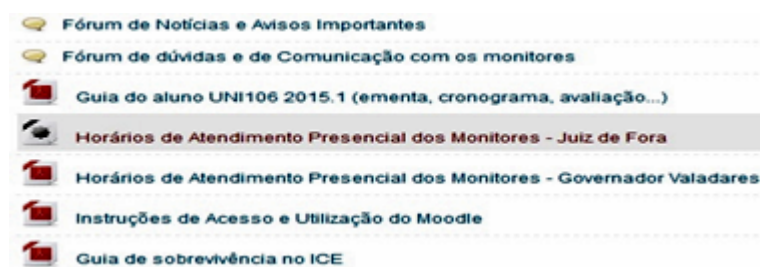 Fórum de Notícias e Avisos Importantes
Fórum de dúvidas e de Comunicação com os monitores
Guia do aluno UNI106 2015.1 (ementa, cronograma, avaliação...)
Horários de Atendimento Presencial dos Monitores - Juiz de Fora
Horários de Atendimento Presencial dos Monitores - Governador Valadares
Instruções de Acesso e Utilização do Moodle
Guia de sobrevivência no ICE